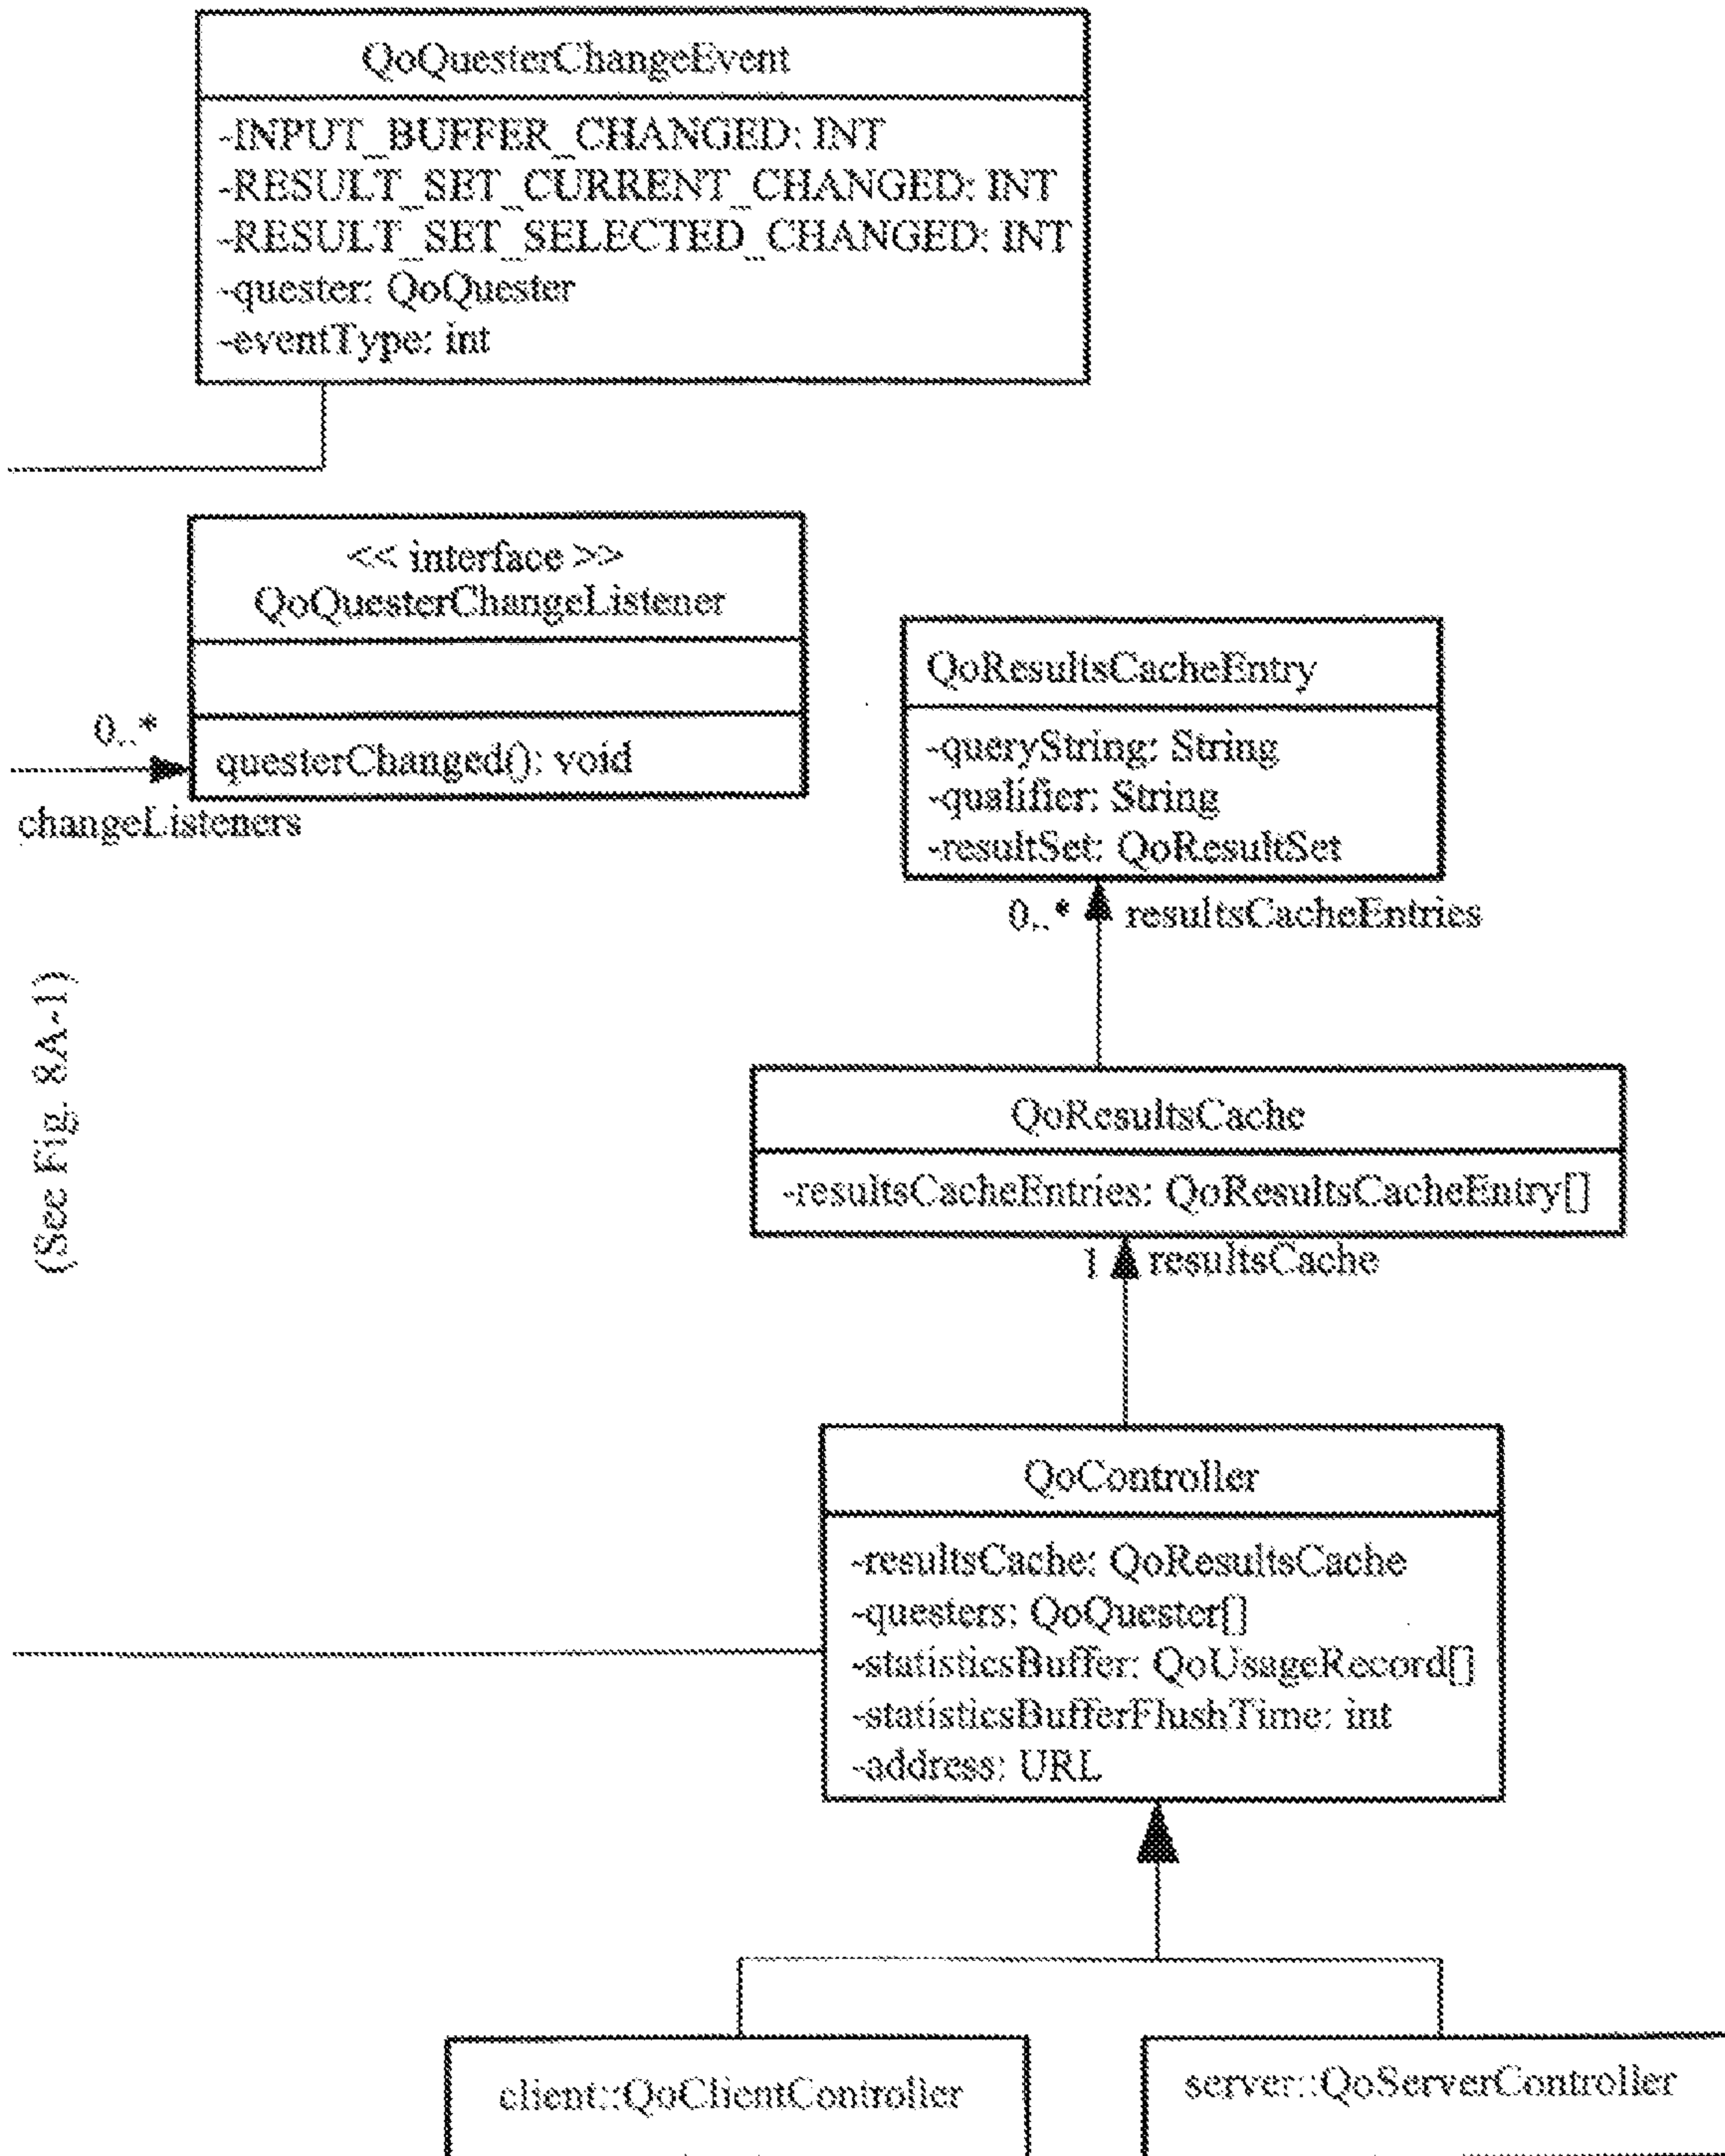 QoQuesterChangeEvent
-INPUT_BUFFER_CHANGED: INT
-RESULT_SET_CURRENT_CHANGED: INT
-RESULT_SET_SELECTED_CHANGED: INT
-quester: QoQuester
-eventType: int
<< interface >>
QoQuesterChangeListener
questerChanged(): void
0..*
changeListeners
QoResultsCacheEntry
-queryString: String
-qualifier: String
-resultSet: QoResultSet
0..* resultsCacheEntries
(See Fig. 8A-1)
QoResultsCache
-resultsCacheEntries: QoResultsCacheEntry[]
1 resultsCache
QoController
-resultsCache: QoResultsCache
-questers: QoQuester[]
-statisticsBuffer: QoUsageRecord[]
-statisticsBufferFlushTime: int
-address: URL
client::QoClientController
server::QoServerController